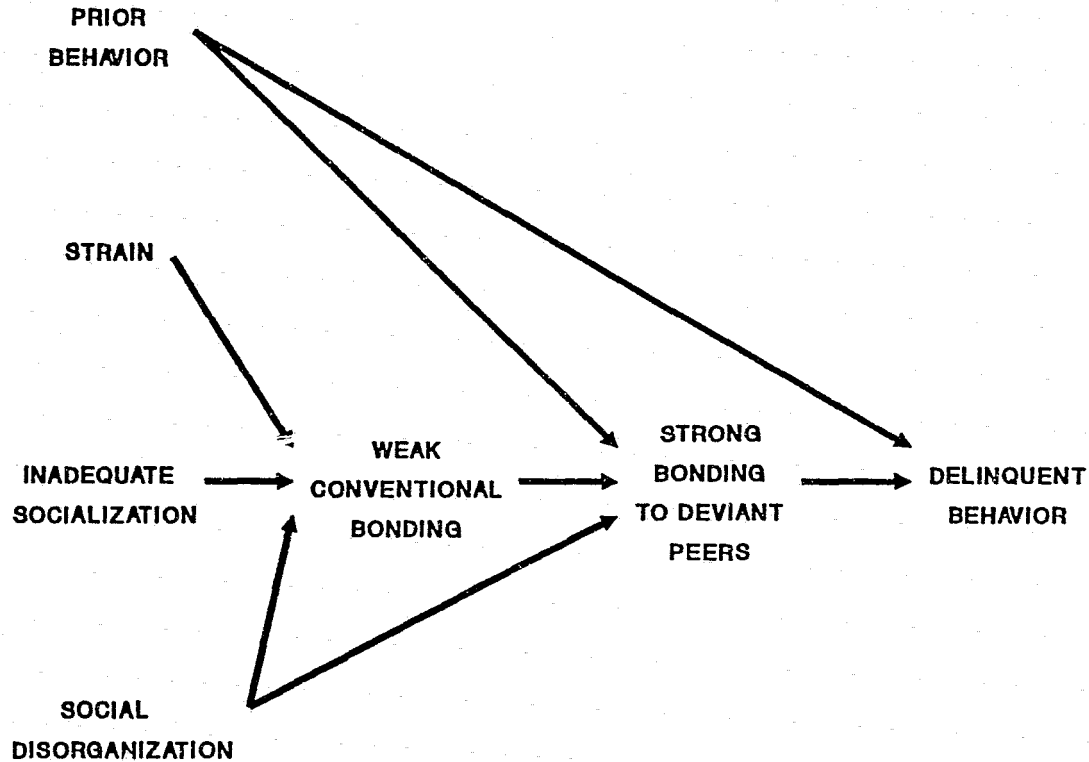 PRIOR
BEHAVIOR
STRAIN
INADEQUATE
SOCIALIZATION
WEAK
CONVENTIONAL
BONDING
STRONG
BONDING
TO DEVIANT
PEERS
DELINQUENT
BEHAVIOR
SOCIAL
DISORGANIZATION